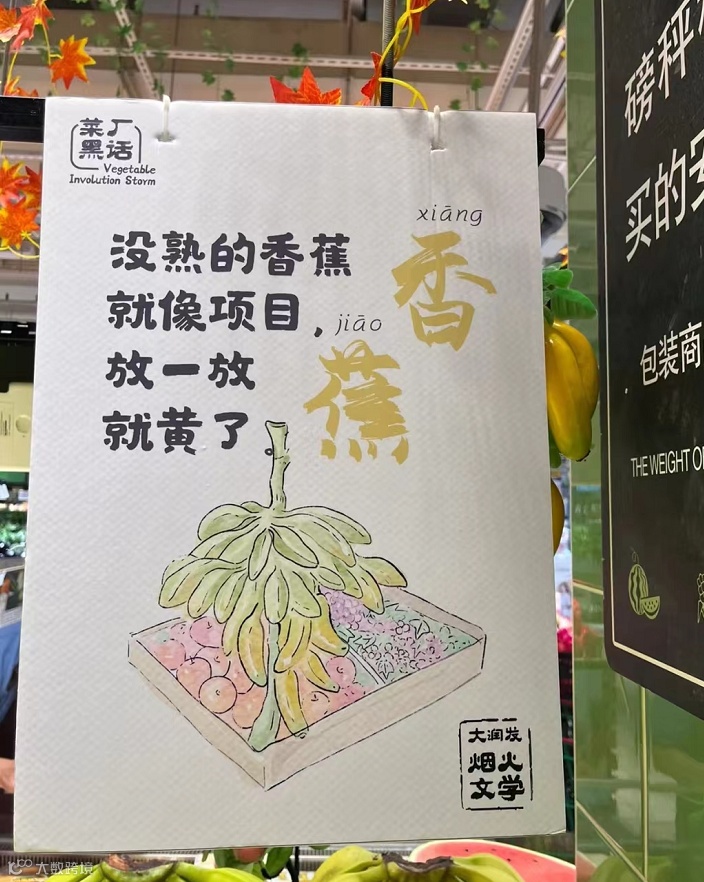 菜厂
黑话
Vegetable
Involution Storm
xiāng
香
jiāo
蕉
没熟的香蕉
就像项目，
放一放
就黄了。
大润发
烟火
文学
磅秤
买的
包装商
THE WEIGHT
大数跨境